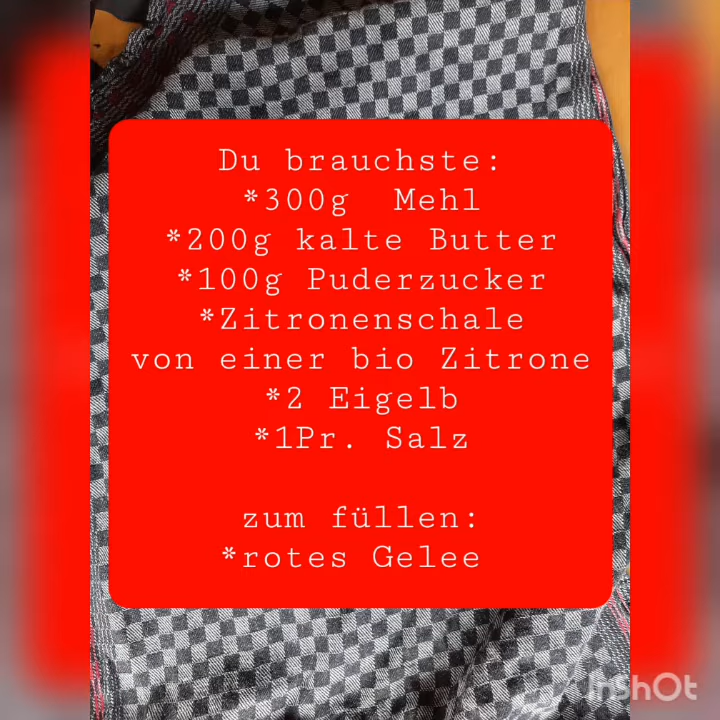 Du brauchste:
*300g Mehl
*200g kalte Butter
*100g Puderzucker
*Zitronenschale
von einer bio Zitrone
*2 Eigelb
*1Pr. Salz
zum füllen:
*rotes Gelee
InshOt